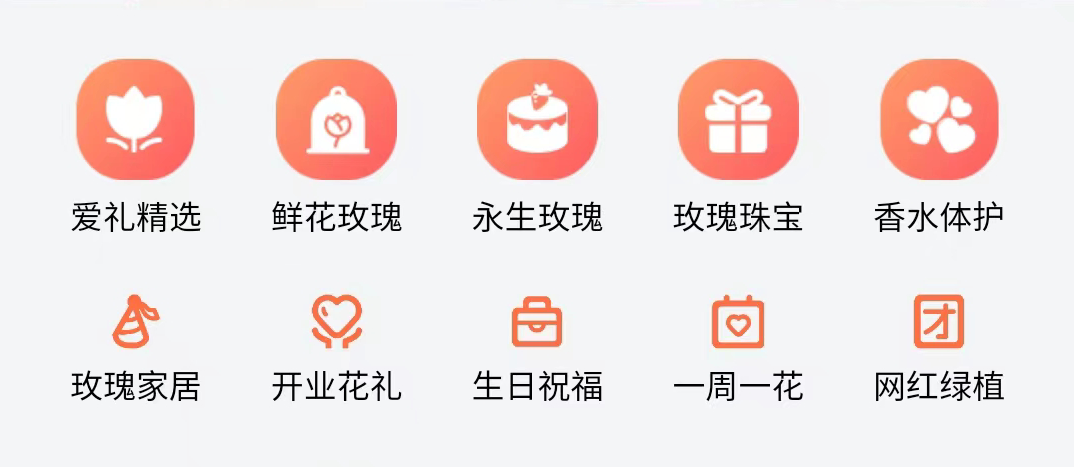 爱礼精选 鲜花玫瑰 永生玫瑰 玫瑰珠宝 香水体护
团
玫瑰家居 开业花礼 生日祝福 一周一花 网红绿植